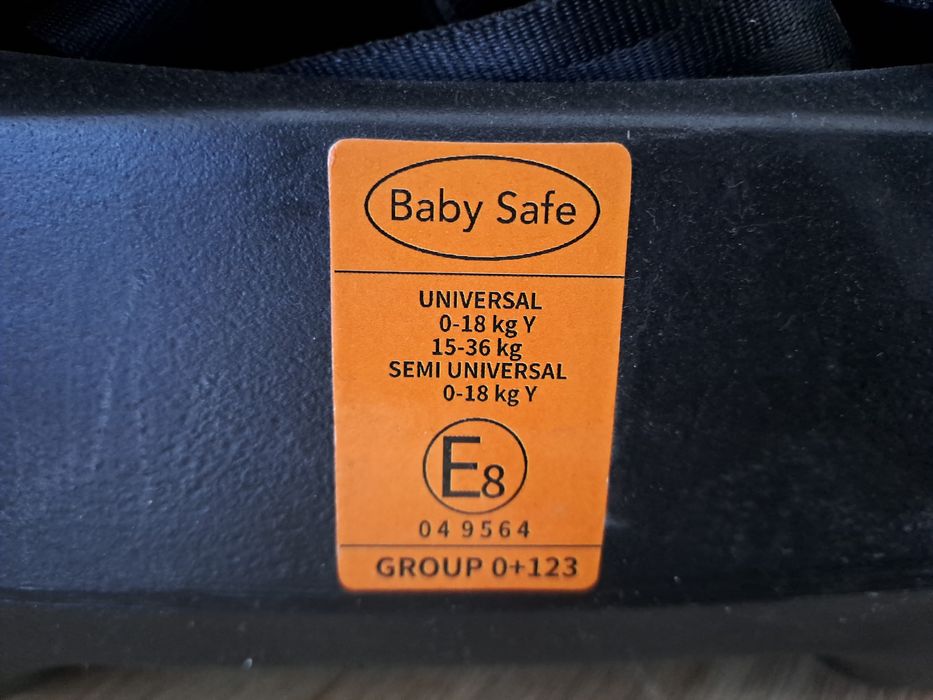 Baby Safe
UNIVERSAL
0-18 kg Y
15-36 kg
SEMI UNIVERSAL
0-18 kg Y
E8
04 9564
GROUP 0+123